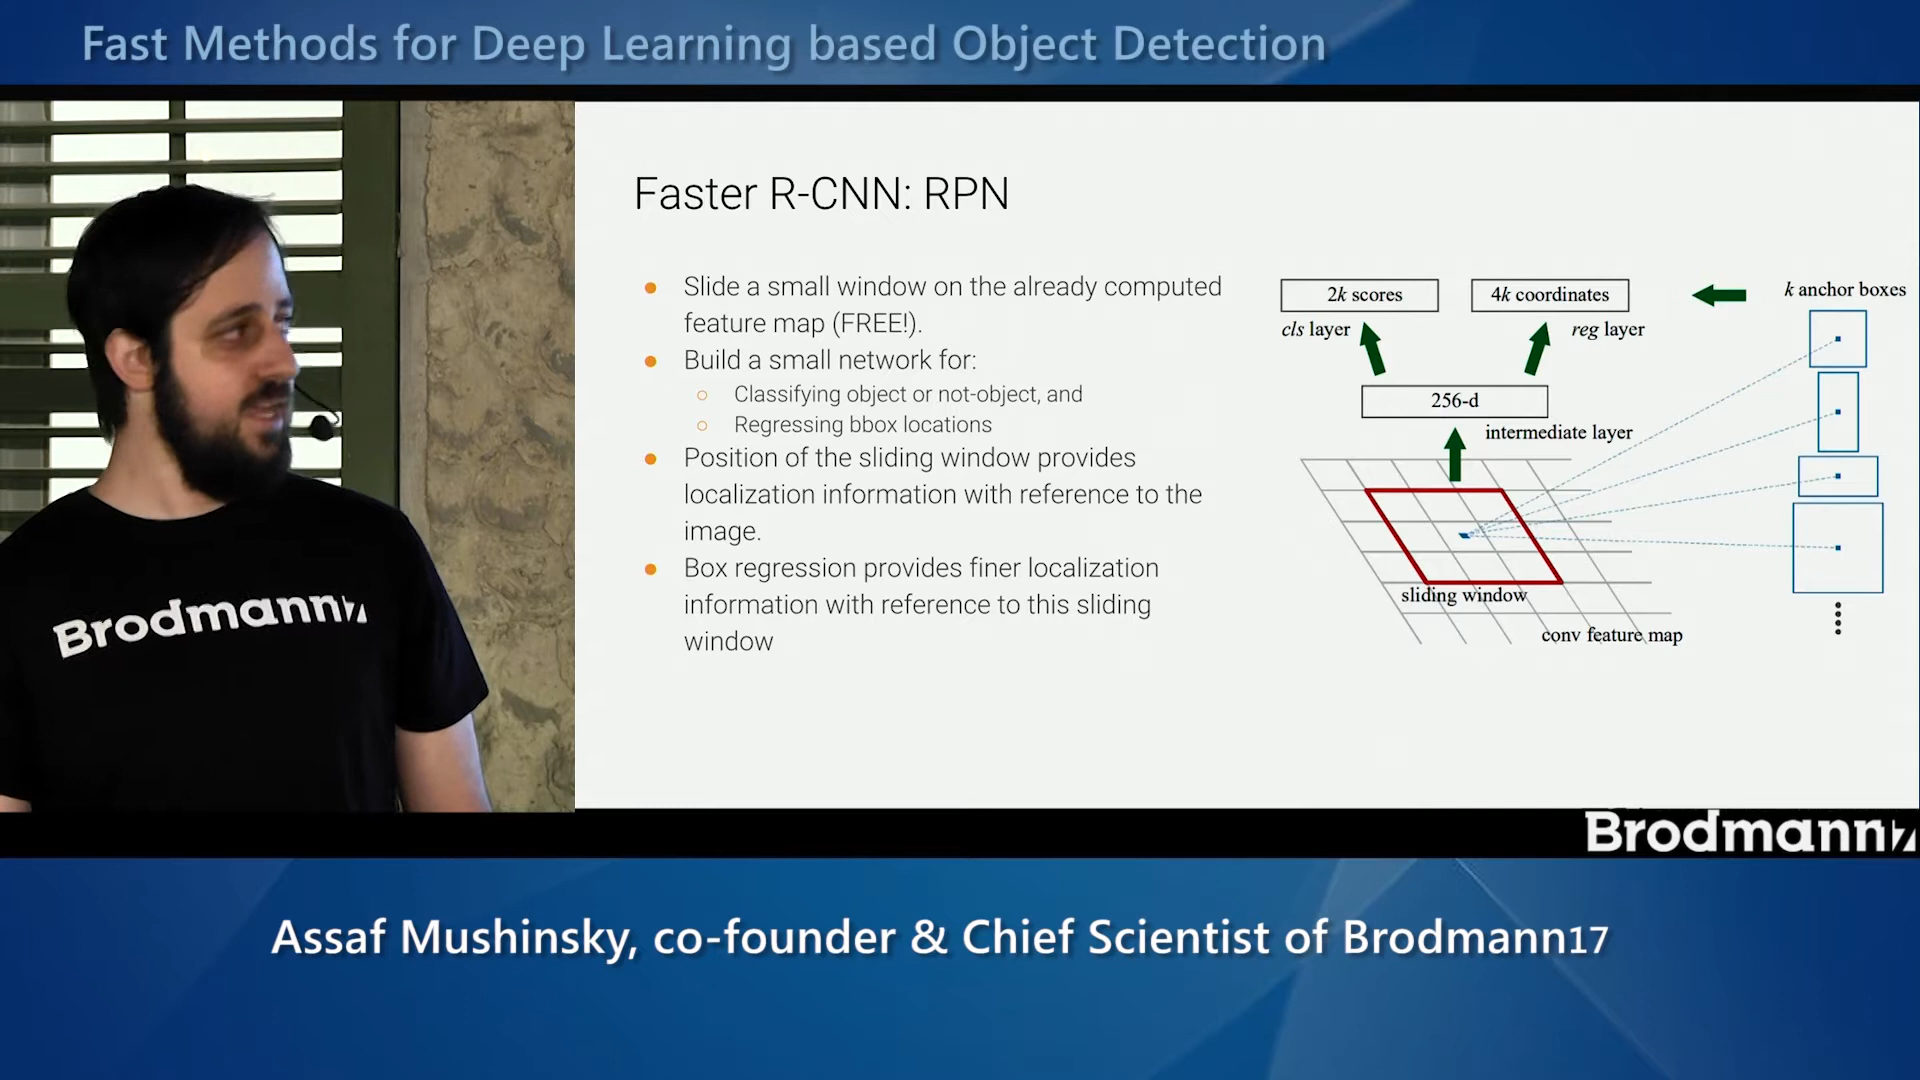 Fast Methods for Deep Learning based Object Detection
Faster R-CNN: RPN
● Slide a small window on the already computed
feature map (FREE!).
● Build a small network for:
○ Classifying object or not-object, and
○ Regressing bbox locations
● Position of the sliding window provides
localization information with reference to the
image.
● Box regression provides finer localization
information with reference to this sliding
window
2k scores
4k coordinates
k anchor boxes
cls layer
reg layer
256-d
intermediate layer
sliding window
conv feature map
Brodmann17
Brodmann17
Assaf Mushinsky, co-founder & Chief Scientist of Brodmann17